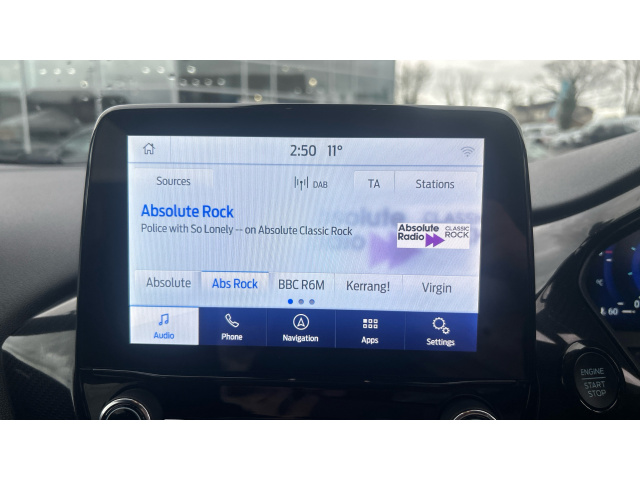 2:50 11°
Sources DAB TA Stations
Absolute Rock
Police with So Lonely -- on Absolute Classic Rock
Absolute Radio CLASSIC ROCK
Absolute Abs Rock BBC R6M Kerrang! Virgin
Audio Phone Navigation Apps Settings
60
ENGINE
START
STOP